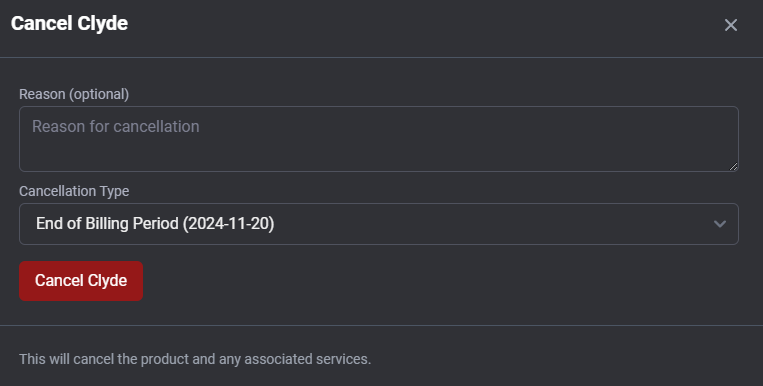 Cancel Clyde
Reason (optional)
Reason for cancellation
Cancellation Type
End of Billing Period (2024-11-20)
Cancel Clyde
This will cancel the product and any associated services.